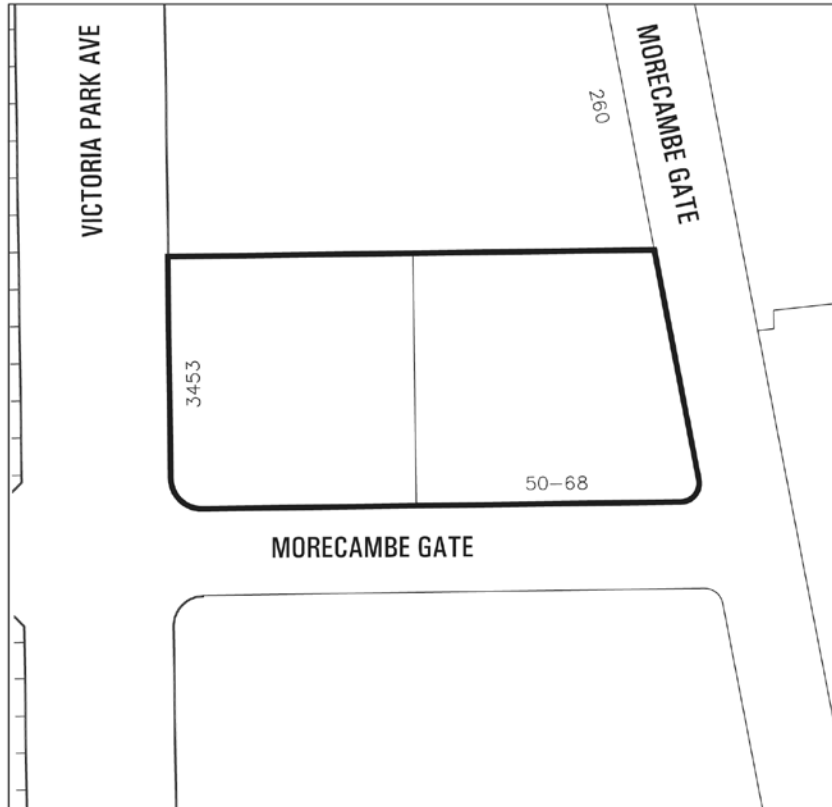 VICTORIA PARK AVE
260
MORECAMBE GATE
3453
50-68
MORECAMBE GATE